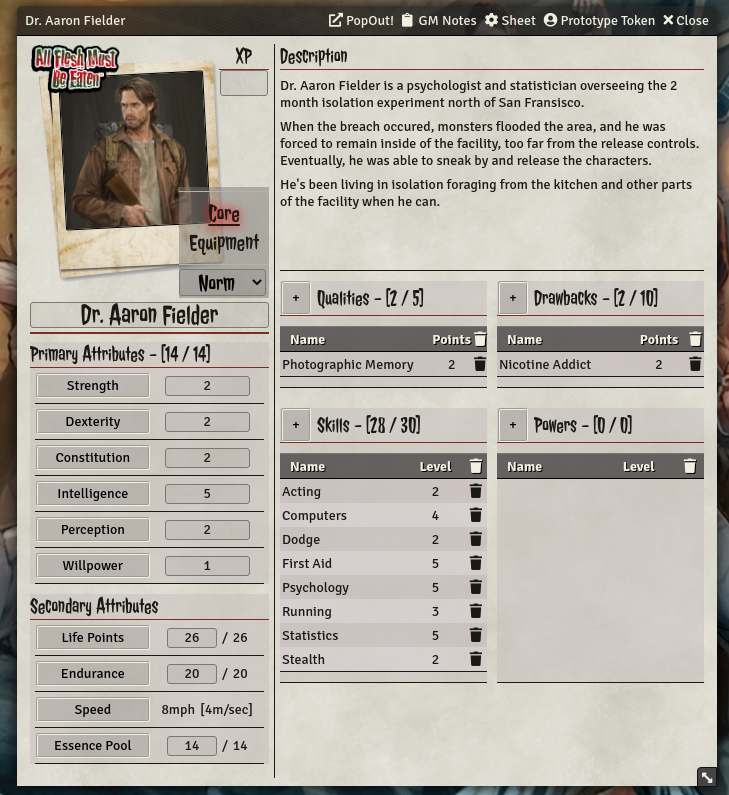 Dr. Aaron Fielder
PopOut! GM Notes Sheet Prototype Token Close
All Flesh Must
Be Eaten
XP
Core
Equipment
Norm
Dr. Aaron Fielder
Primary Attributes - [14 / 14]
Strength 2
Dexterity 2
Constitution 2
Intelligence 5
Perception 2
Willpower 1
Secondary Attributes
Life Points 26 / 26
Endurance 20 / 20
Speed 8mph [4m/sec]
Essence Pool 14 / 14
Description
Dr. Aaron Fielder is a psychologist and statistician overseeing the 2
month isolation experiment north of San Fransisco.
When the breach occured, monsters flooded the area, and he was
forced to remain inside of the facility, too far from the release controls.
Eventually, he was able to sneak by and release the characters.
He's been living in isolation foraging from the kitchen and other parts
of the facility when he can.
+ Qualities - [2 / 5]
Name Points
Photographic Memory 2
+ Drawbacks - [2 / 10]
Name Points
Nicotine Addict 2
+ Skills - [28 / 30]
Name Level
Acting 2
Computers 4
Dodge 2
First Aid 5
Psychology 5
Running 3
Statistics 5
Stealth 2
+ Powers - [0 / 0]
Name Level